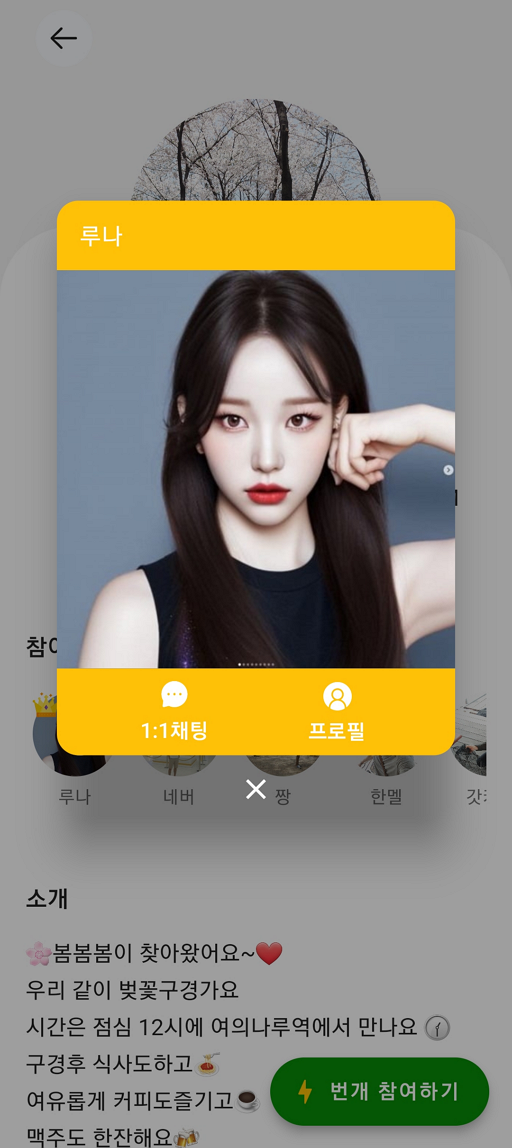 루나
1:1채팅
프로필
루나
네버
짱
한멜
소개
🌸봄봄봄이 찾아왔어요~❤️
우리 같이 벚꽃구경가요
시간은 점심 12시에 여의나루역에서 만나요 🕜
구경후 식사도하고🍝
여유롭게 커피도즐기고☕
맥주도 한잔해요🍻
번개 참여하기